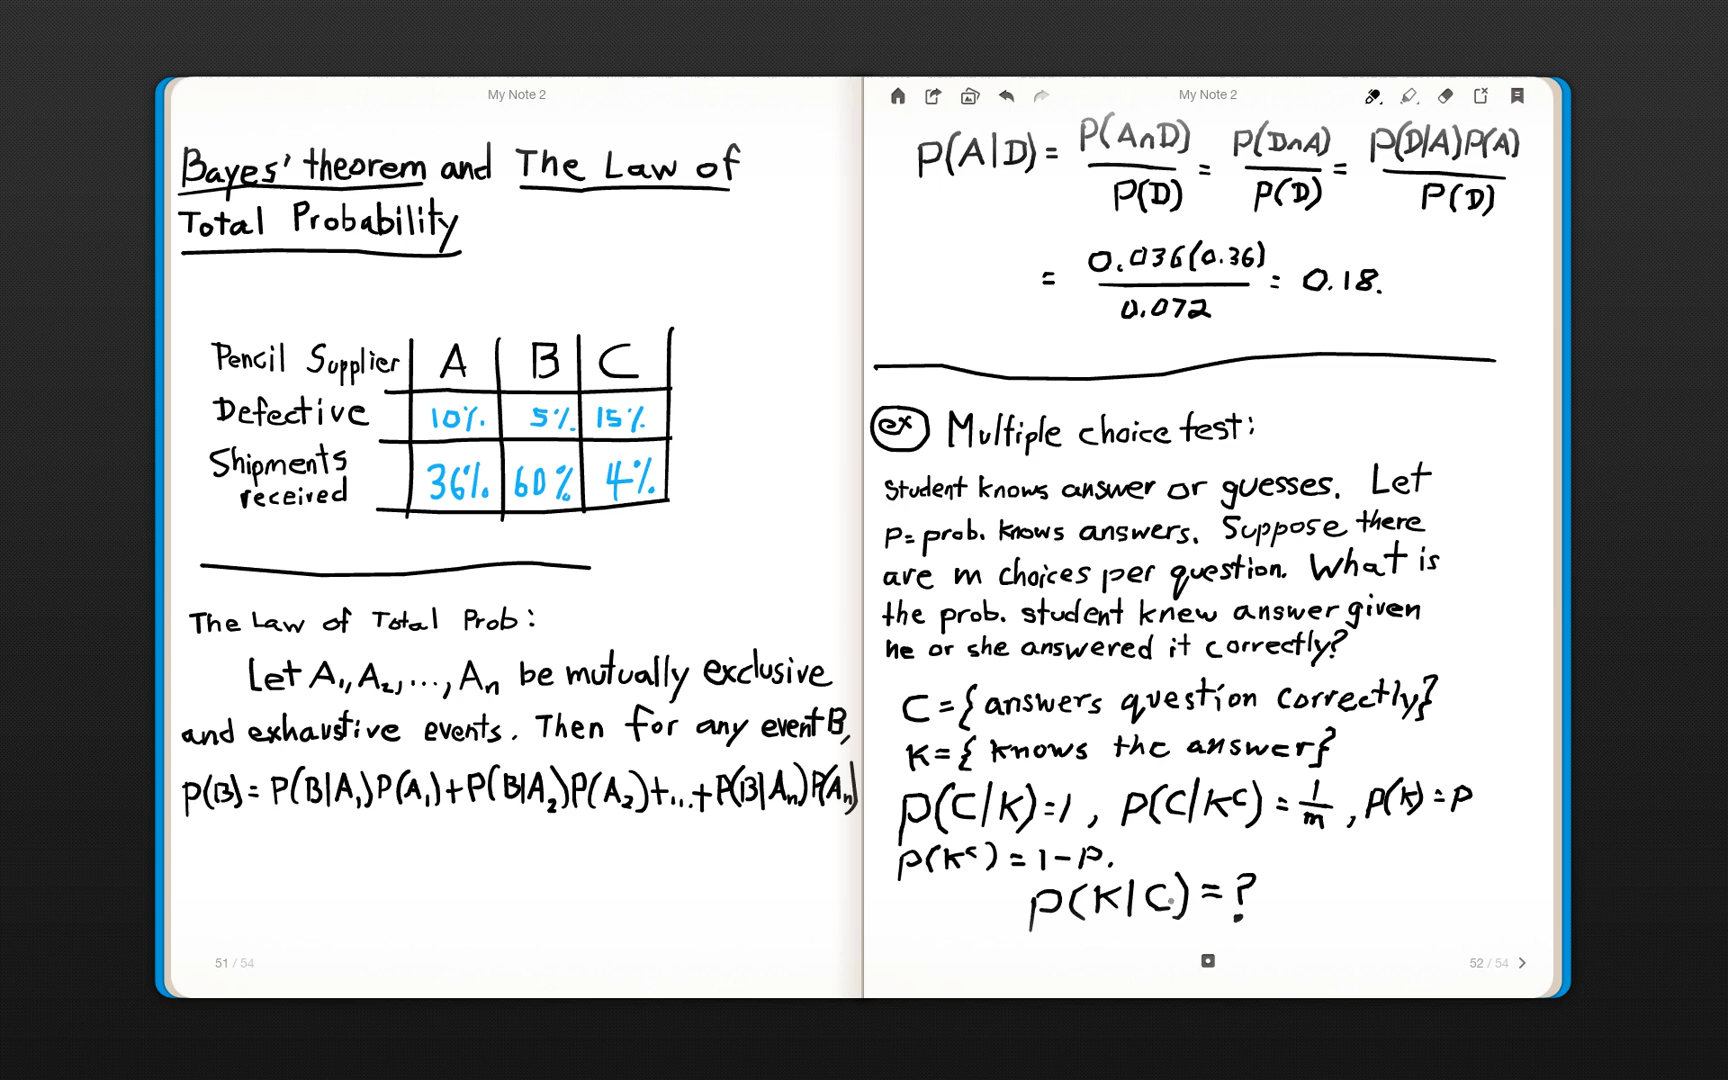 My Note 2
Bayes' theorem and The Law of
Total Probability
Pencil Supplier A B C
Defective 10% 5% 15%
Shipments
received 36% 60% 4%
The Law of Total Prob:
Let A₁, A₂, ..., Aₙ be mutually exclusive
and exhaustive events. Then for any event B,
P(B) = P(B|A₁)P(A₁)+P(B|A₂)P(A₂)+...+P(B|Aₙ)P(Aₙ)
51 / 54
My Note 2
P(A|D) = P(A∩D)/P(D) = P(D∩A)/P(D) = P(D|A)P(A)/P(D)
= 0.036(0.36)/0.072 = 0.18.
ex Multiple choice test:
Student knows answer or guesses. Let
P = prob. knows answers. Suppose there
are m choices per question. What is
the prob. student knew answer given
he or she answered it correctly?
C = { answers question correctly}
K = { knows the answer}
P(C/K) = 1, P(C/Kᶜ) = 1/m, P(K) = P
P(Kᶜ) = 1-P.
P(K|C) = ?
52 / 54